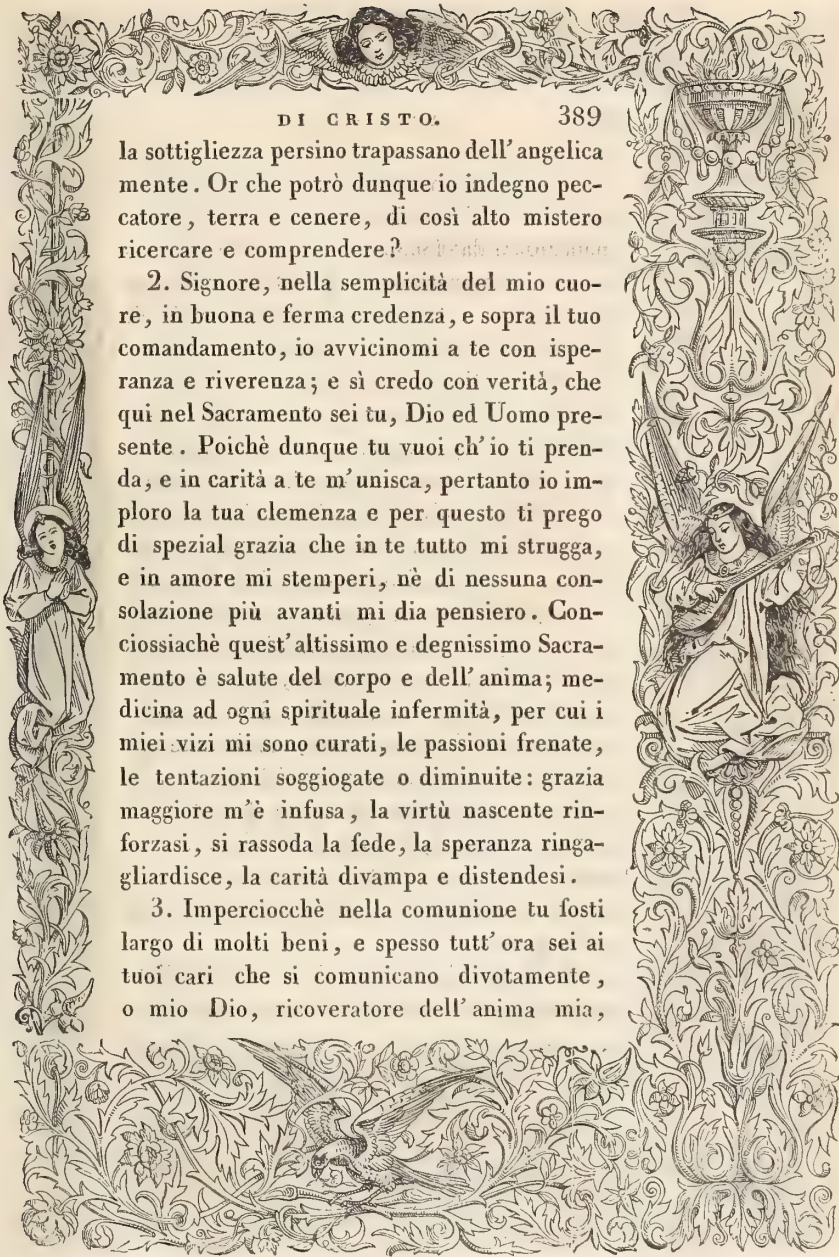 DI CRISTO. 389
la sottigliezza persino trapassano dell' angelica
mente. Or che potrò dunque io indegno pec-
catore, terra e cenere, di così alto mistero
ricercare e comprendere?
2. Signore, nella semplicità del mio cuo-
re, in buona e ferma credenza, e sopra il tuo
comandamento, io avvicinomi a te con ispe-
ranza e riverenza; e sì credo con verità, che
qui nel Sacramento sei tu, Dio ed Uomo pre-
sente. Poichè dunque tu vuoi ch' io ti pren-
da, e in carità a te m' unisca, pertanto io im-
ploro la tua clemenza e per questo ti prego
di spezial grazia che in te tutto mi strugga,
e in amore mi stemperi, nè di nessuna con-
solazione più avanti mi dia pensiero. Con-
ciossiachè quest' altissimo e degnissimo Sacra-
mento è salute del corpo e dell' anima; me-
dicina ad ogni spirituale infermità, per cui i
miei vizi mi sono curati, le passioni frenate,
le tentazioni soggiogate o diminuite: grazia
maggiore m' è infusa, la virtù nascente rin-
forzasi, si rassoda la fede, la speranza ringa-
gliardisce, la carità divampa e distendesi.
3. Imperciocchè nella comunione tu fosti
largo di molti beni, e spesso tutt' ora sei ai
tuoi cari che si comunicano divotamente,
o mio Dio, ricoveratore dell' anima mia,